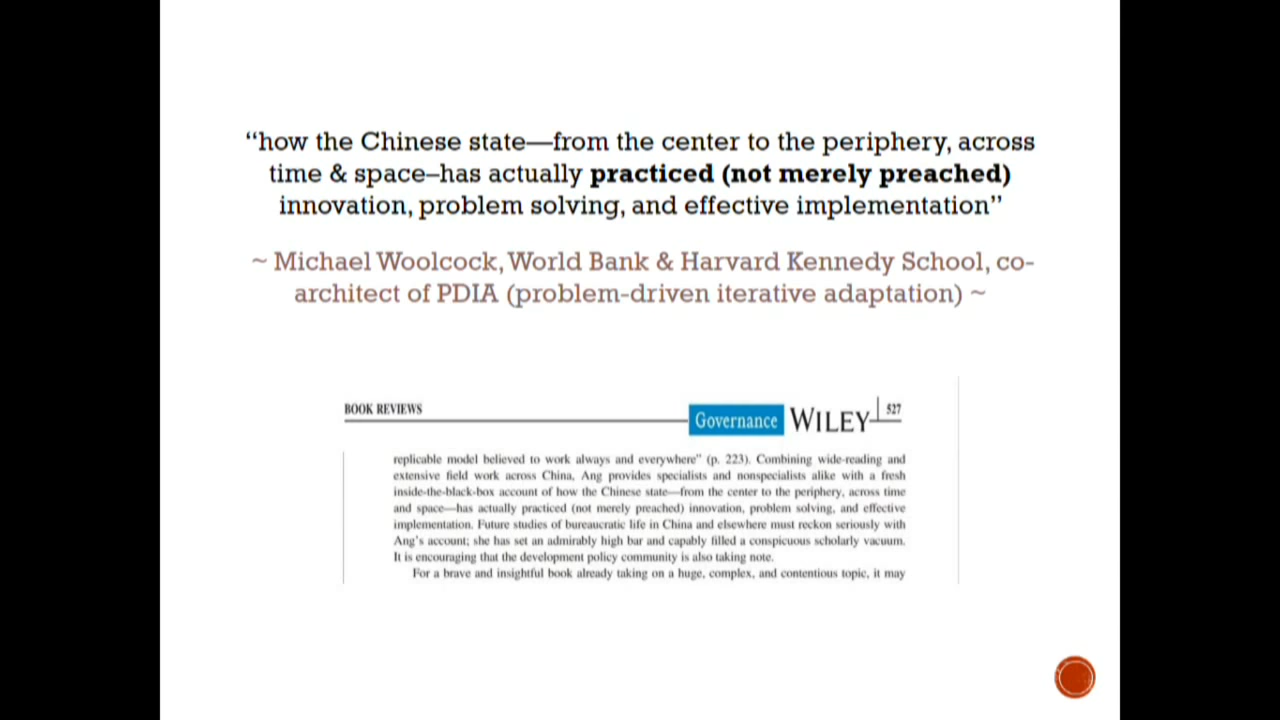 “how the Chinese state—from the center to the periphery, across
time & space–has actually practiced (not merely preached)
innovation, problem solving, and effective implementation”
~ Michael Woolcock, World Bank & Harvard Kennedy School, co-
architect of PDIA (problem-driven iterative adaptation) ~
BOOK REVIEWS
Governance WILEY 527
replicable model believed to work always and everywhere” (p. 223). Combining wide-reading and
extensive field work across China, Ang provides specialists and nonspecialists alike with a fresh
inside-the-black-box account of how the Chinese state—from the center to the periphery, across time
and space—has actually practiced (not merely preached) innovation, problem solving, and effective
implementation. Future studies of bureaucratic life in China and elsewhere must reckon seriously with
Ang’s account; she has set an admirably high bar and capably filled a conspicuous scholarly vacuum.
It is encouraging that the development policy community is also taking note.
For a brave and insightful book already taking on a huge, complex, and contentious topic, it may